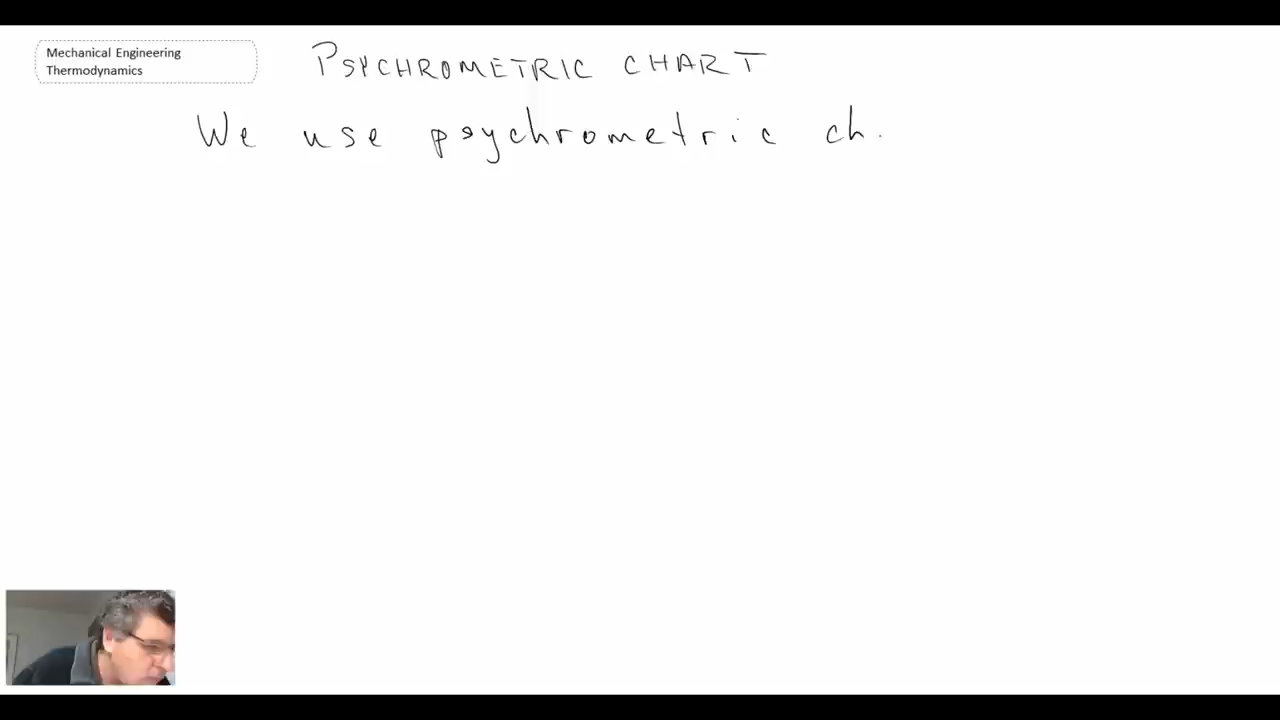 Mechanical Engineering
Thermodynamics
PSYCHROMETRIC CHART
We use psychrometric ch